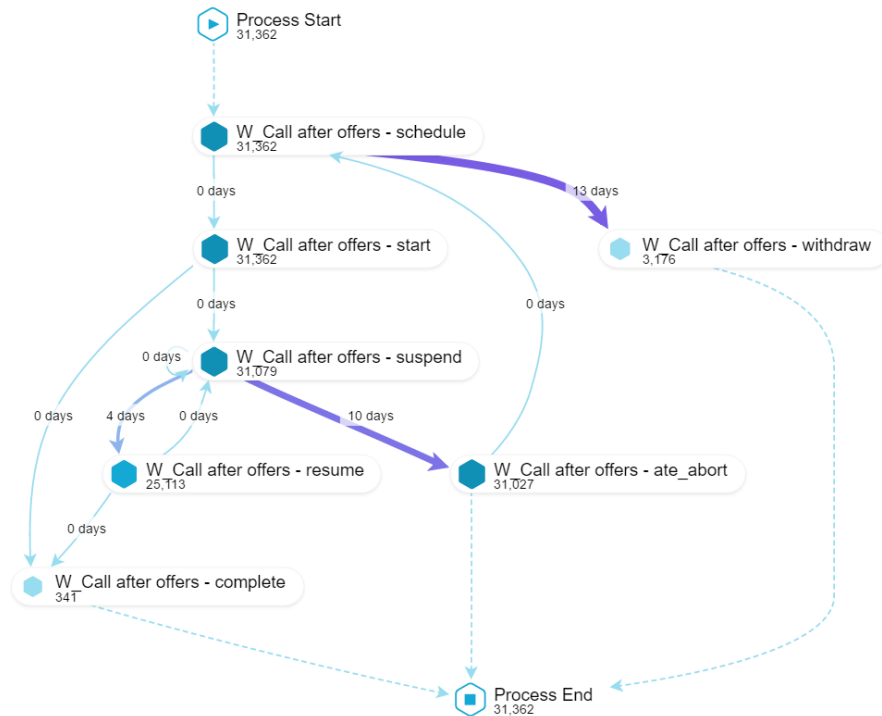 Process Start
31,362
W_Call after offers - schedule
31,362
0 days
13 days
W_Call after offers - start
31,362
W_Call after offers - withdraw
3,176
0 days
0 days
0 days
W_Call after offers - suspend
31,079
0 days
4 days
0 days
10 days
W_Call after offers - resume
25,113
W_Call after offers - ate_abort
31,027
0 days
W_Call after offers - complete
341
Process End
31,362